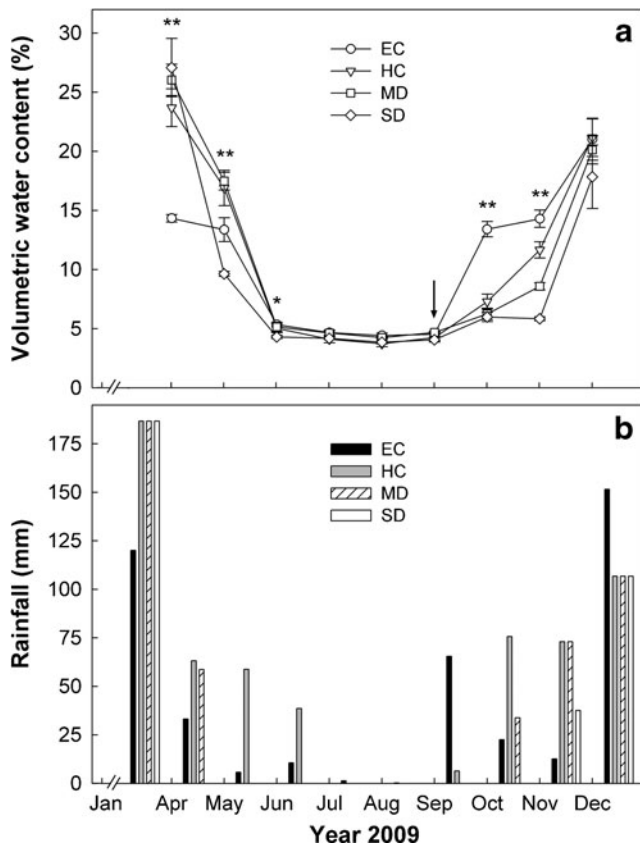 a
Volumetric water content (%)
30
25
20
15
10
5
0
EC
HC
MD
SD
**
**
*
**
**
b
Rainfall (mm)
175
150
125
100
75
50
25
0
EC
HC
MD
SD
Jan Apr May Jun Jul Aug Sep Oct Nov Dec
Year 2009